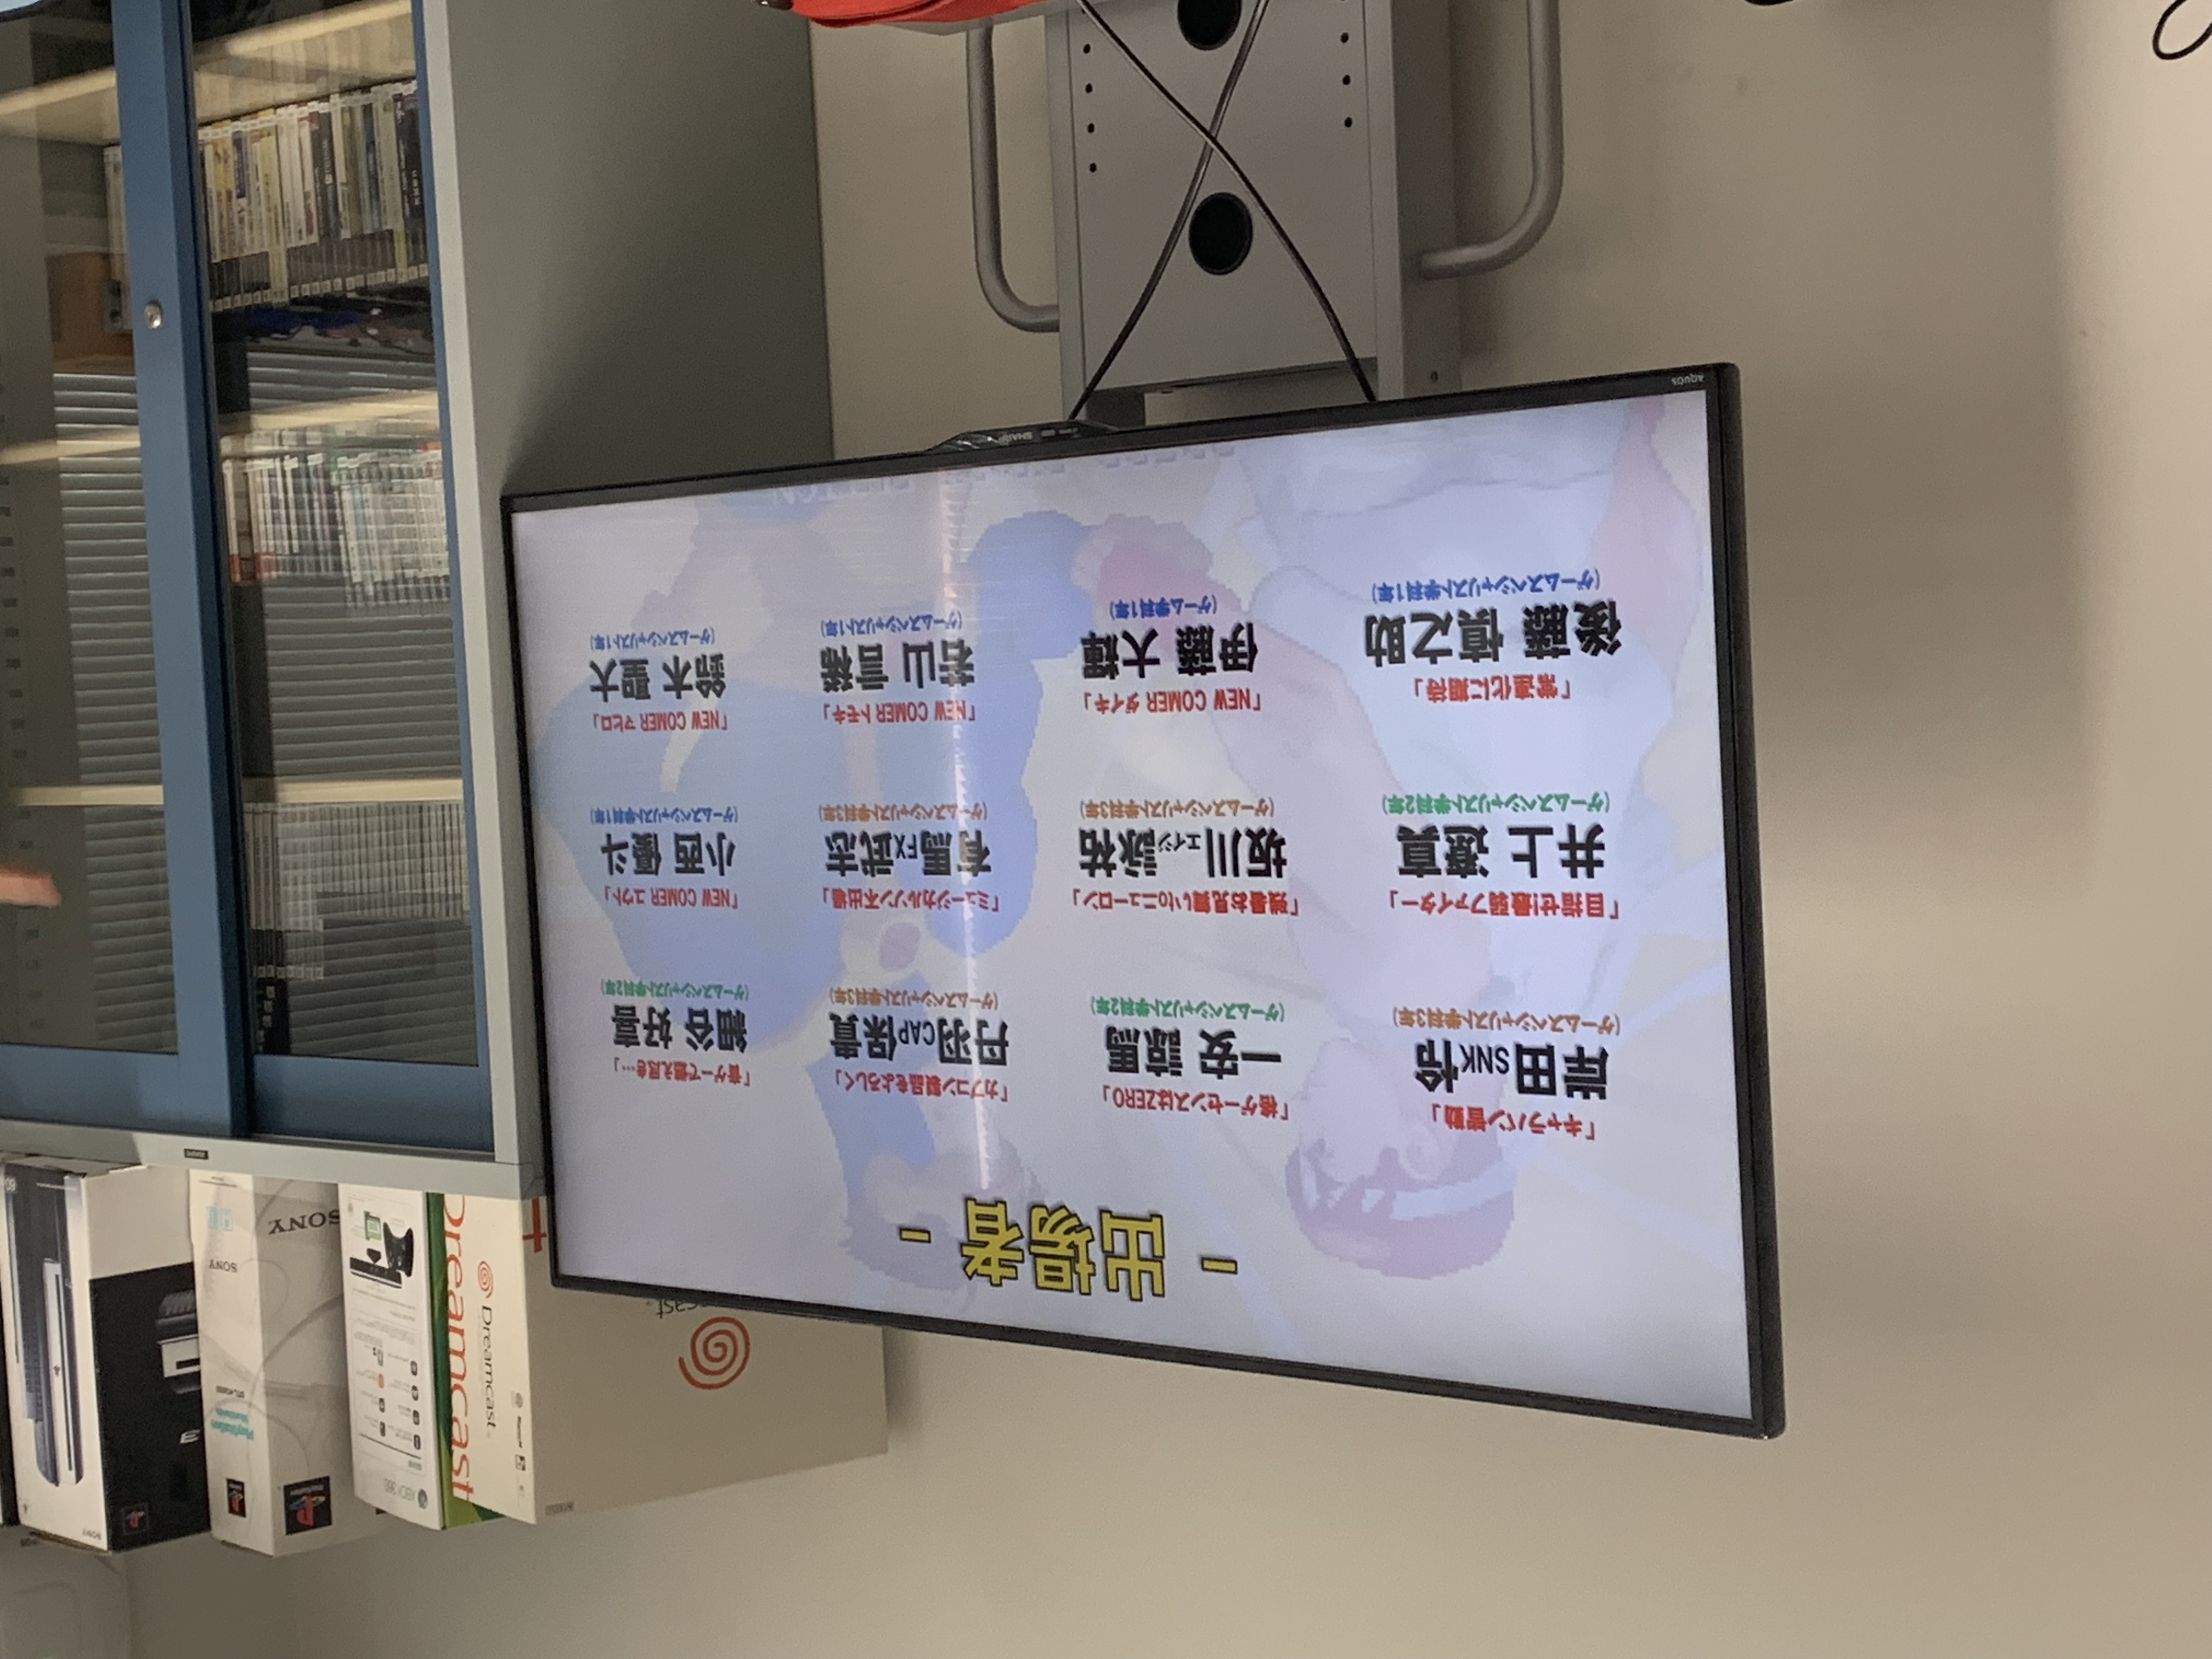 - 出場者 -
「キャラバン皆勤」
岸田SNK怜
(ゲームスペシャリスト学科3年)
「格ゲーセンスはZERO」
一安 諒馬
(ゲームスペシャリスト学科2年)
「カプコン製品をよろしく」
丹羽CAP保貴
(ゲームスペシャリスト学科3年)
「音ゲーで燃え尽き…」
細谷 好喜
(ゲームスペシャリスト学科2年)
「目指せ!最弱ファイター」
井上 遼真
(ゲームスペシャリスト学科2年)
「残暑お見舞いtoニューロン」
坂川エイジ詠祐
(ゲームスペシャリスト学科3年)
「ミュージカルソン不出場」
有馬FX武志
(ゲームスペシャリスト学科3年)
「NEW COMER ユウト」
小西 優斗
(ゲームスペシャリスト学科1年)
「常連化に期待」
後藤 慎之助
(ゲームスペシャリスト学科1年)
「NEW COMER ダイキ」
伊藤 大輝
(ゲーム学科1年)
「NEW COMER トモキ」
若山 言稀
(ゲームスペシャリスト1年)
「NEW COMER マヒロ」
鈴木 聖大
(ゲームスペシャリスト1年)
AQUOS
SHARP
Dreamcast
Dreamcast
XBOX 360
PlayStation
PlayStation
SONY
SONY
SONY